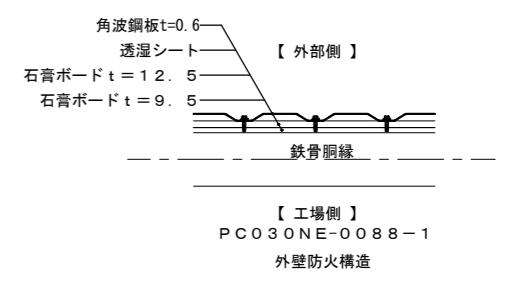 角波鋼板t=0.6
透湿シート
【 外部側 】
石膏ボードｔ＝１２．５
石膏ボードｔ＝９．５
鉄骨胴縁
【 工場側 】
ＰＣ０３０ＮＥ-００８８－１
外壁防火構造